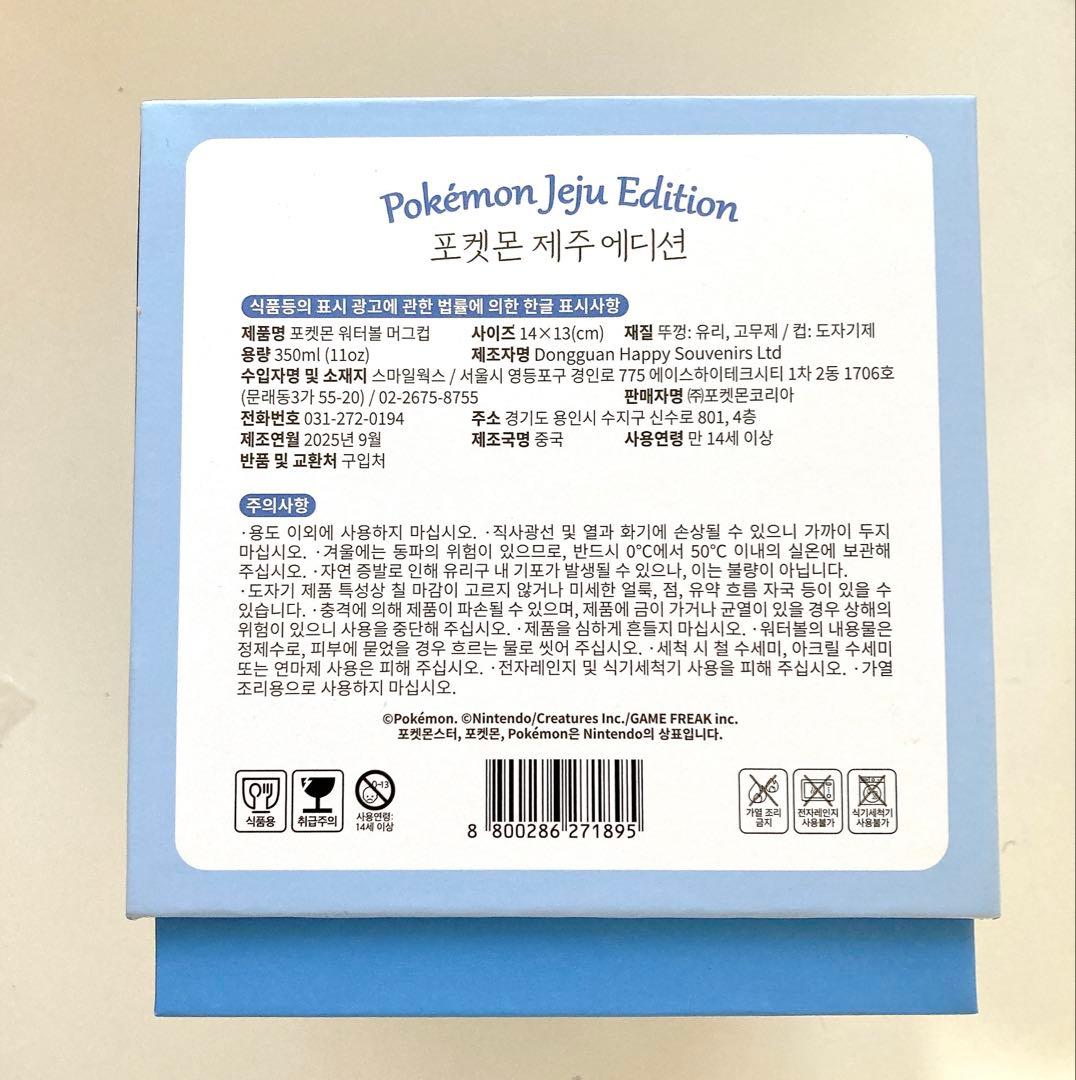 Pokémon Jeju Edition
포켓몬 제주에디션
식품등의 표시 광고에 관한 법률에 의한 한글 표시사항
제품명 포켓몬 워터볼 머그컵 사이즈 14×13(cm) 재질 뚜껑: 유리, 고무제 / 컵: 도자기제
용량 350ml (11oz) 제조자명 Dongguan Happy Souvenirs Ltd
수입자명 및 소재지 스마일웍스 / 서울시 영등포구 경인로 775 에이스하이테크시티 1차 2동 1706호
(문래동3가 55-20) / 02-2675-8755 판매자명 ㈜포켓몬코리아
전화번호 031-272-0194 주소 경기도 용인시 수지구 신수로 801, 4층
제조연월 2025년 9월 제조국명 중국 사용연령 만 14세 이상
반품 및 교환처 구입처
주의사항
·용도 이외에 사용하지 마십시오. ·직사광선 및 열과 화기에 손상될 수 있으니 가까이 두지
마십시오. ·겨울에는 동파의 위험이 있으므로, 반드시 0℃에서 50℃ 이내의 실온에 보관해
주십시오. ·자연 증발로 인해 유리구 내 기포가 발생될 수 있으나, 이는 불량이 아닙니다.
·도자기 제품 특성상 칠 마감이 고르지 않거나 미세한 얼룩, 점, 유약 흐름 자국 등이 있을 수
있습니다. ·충격에 의해 제품이 파손될 수 있으며, 제품에 금이 가거나 균열이 있을 경우 상해의
위험이 있으니 사용을 중단해 주십시오. ·제품을 심하게 흔들지 마십시오. ·워터볼의 내용물은
정제수로, 피부에 묻었을 경우 흐르는 물로 씻어 주십시오. ·세척 시 철 수세미, 아크릴 수세미
또는 연마제 사용은 피해 주십시오. ·전자레인지 및 식기세척기 사용을 피해 주십시오. ·가열
조리용으로 사용하지 마십시오.
©Pokémon. ©Nintendo/Creatures Inc./GAME FREAK inc.
포켓몬스터, 포켓몬, Pokémon은 Nintendo의 상표입니다.
식품용
취급주의
0-13
사용연령:
14세 이상
8 800286 271895
가열 조리
금지
전자레인지
사용불가
식기세척기
사용불가